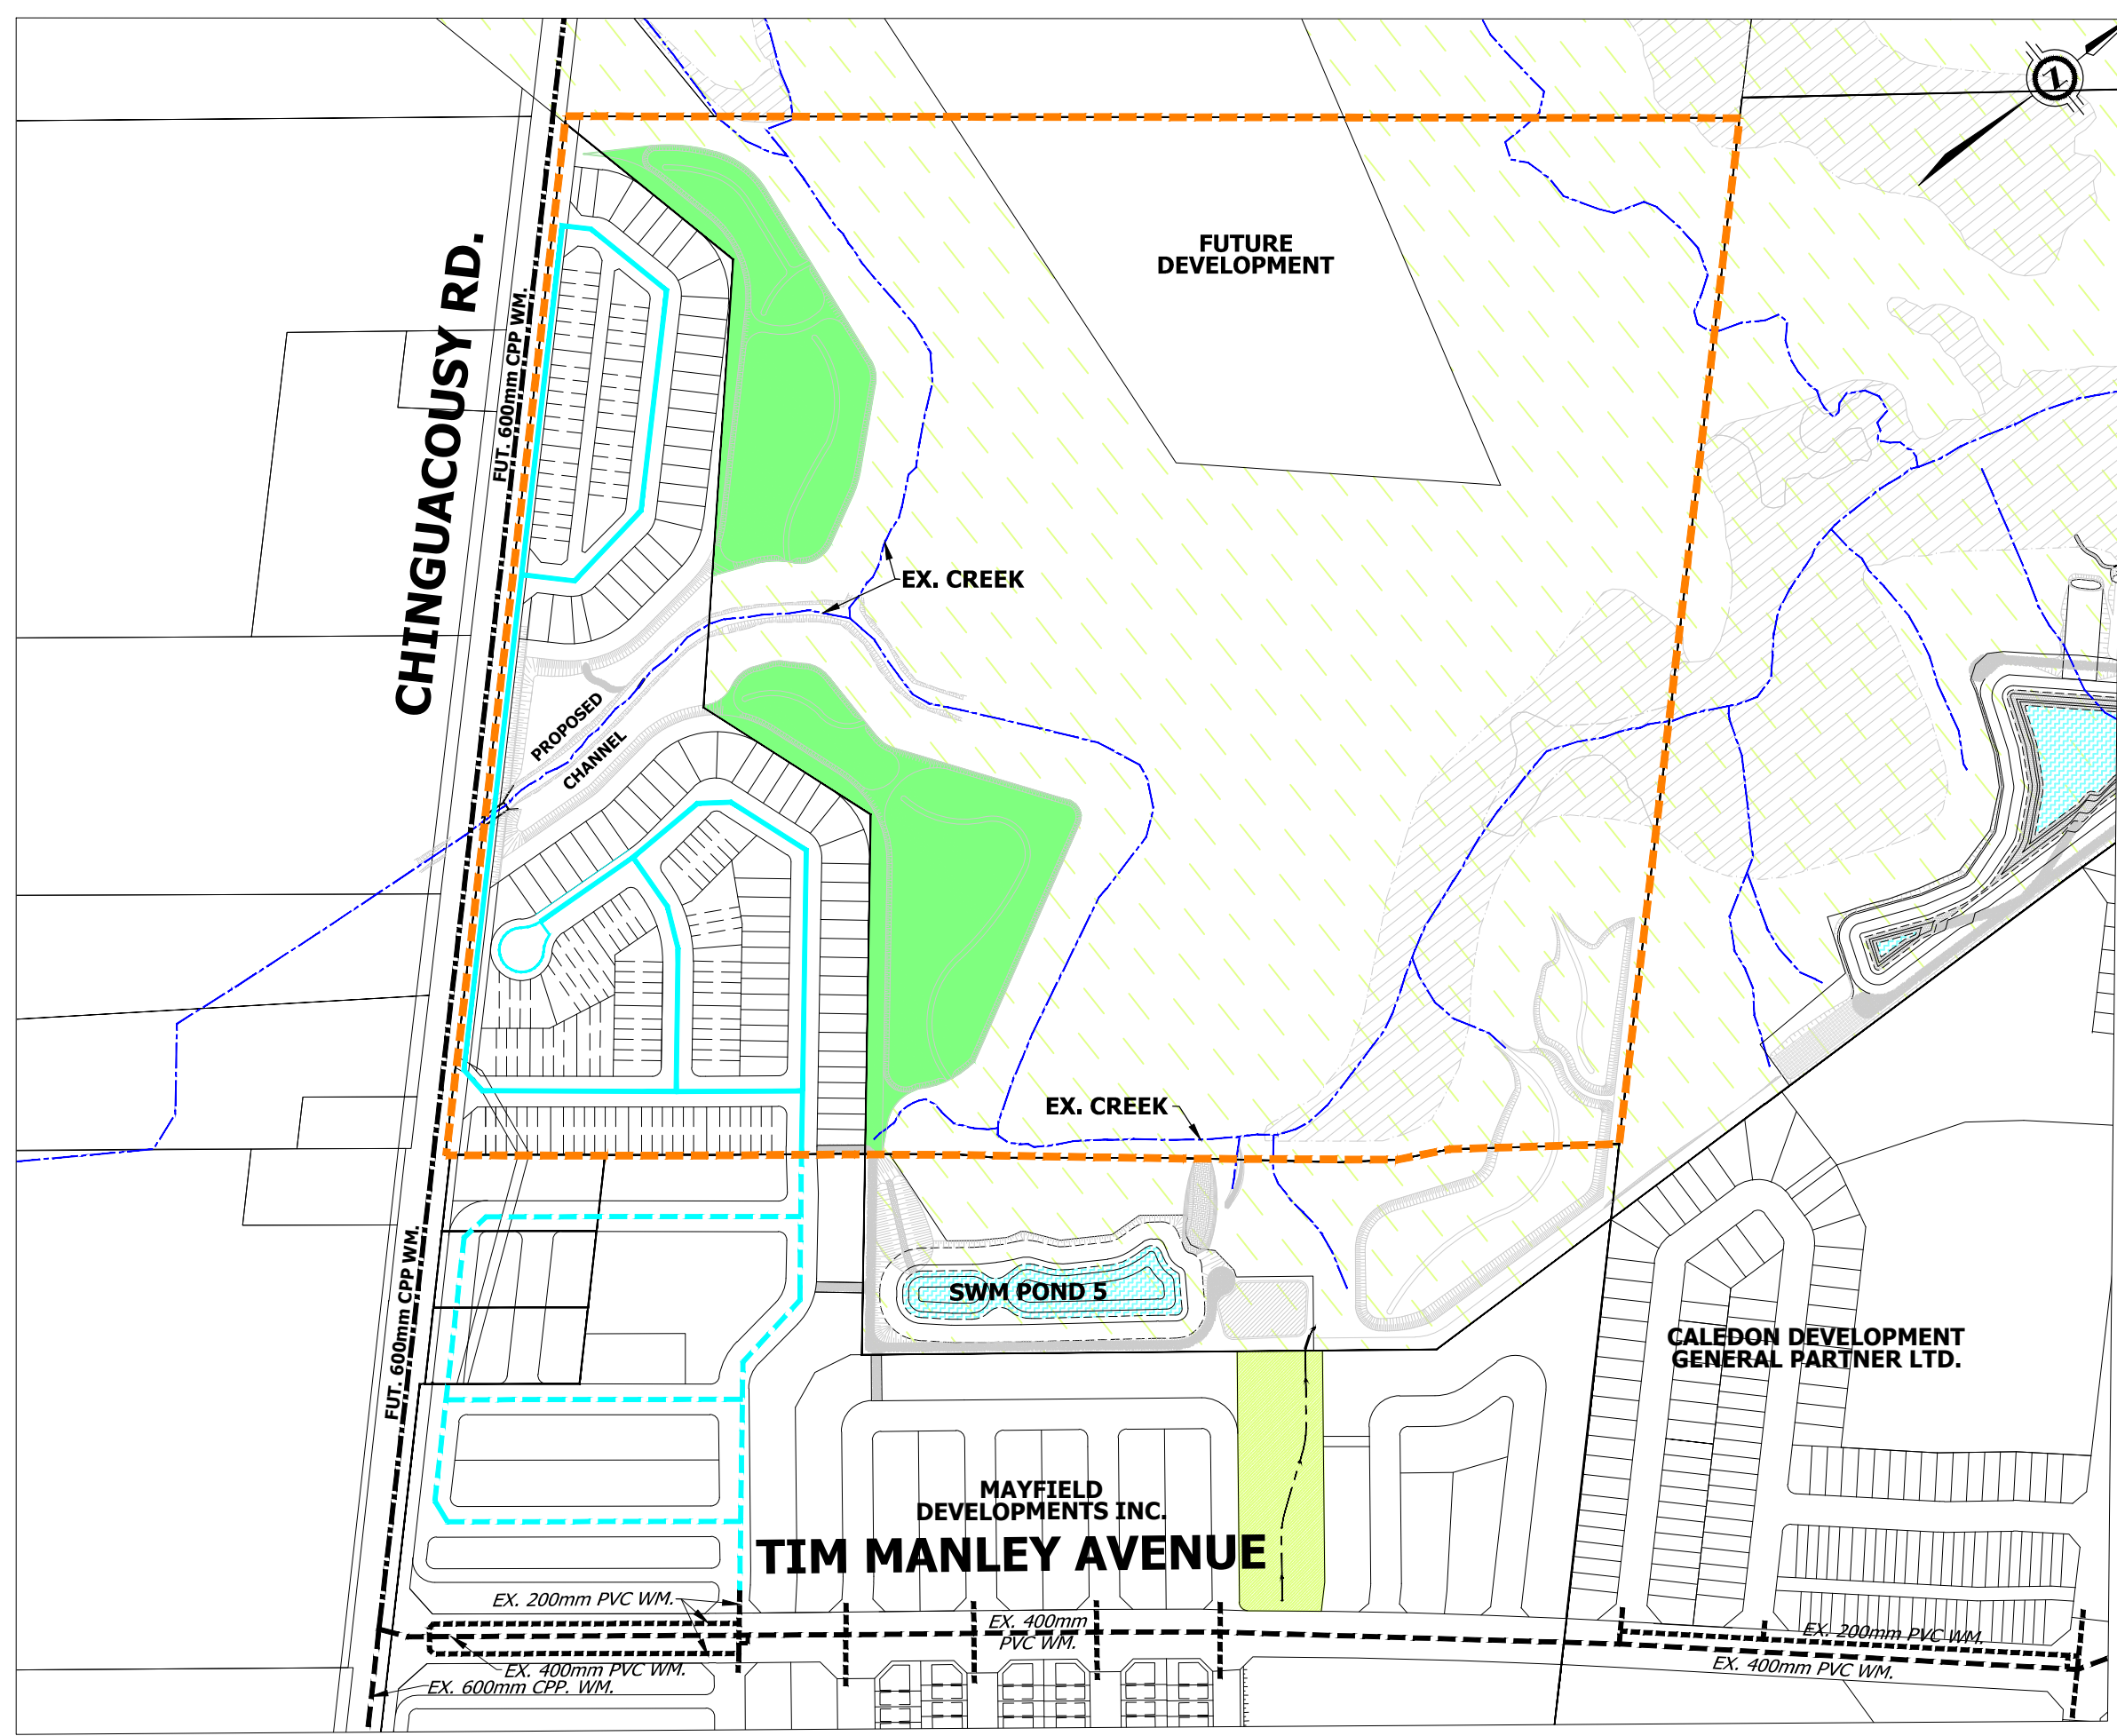 CHINGUACOUSY RD.
FUT. 600mm CPP WM.
FUTURE
DEVELOPMENT
EX. CREEK
PROPOSED
CHANNEL
EX. CREEK
SWM POND 5
FUT. 600mm CPP WM.
CALEDON DEVELOPMENT
GENERAL PARTNER LTD.
MAYFIELD
DEVELOPMENTS INC.
TIM MANLEY AVENUE
EX. 200mm PVC WM.
EX. 400mm
PVC WM.
EX. 200mm PVC WM.
EX. 400mm PVC WM.
EX. 400mm PVC WM.
EX. 600mm CPP. WM.